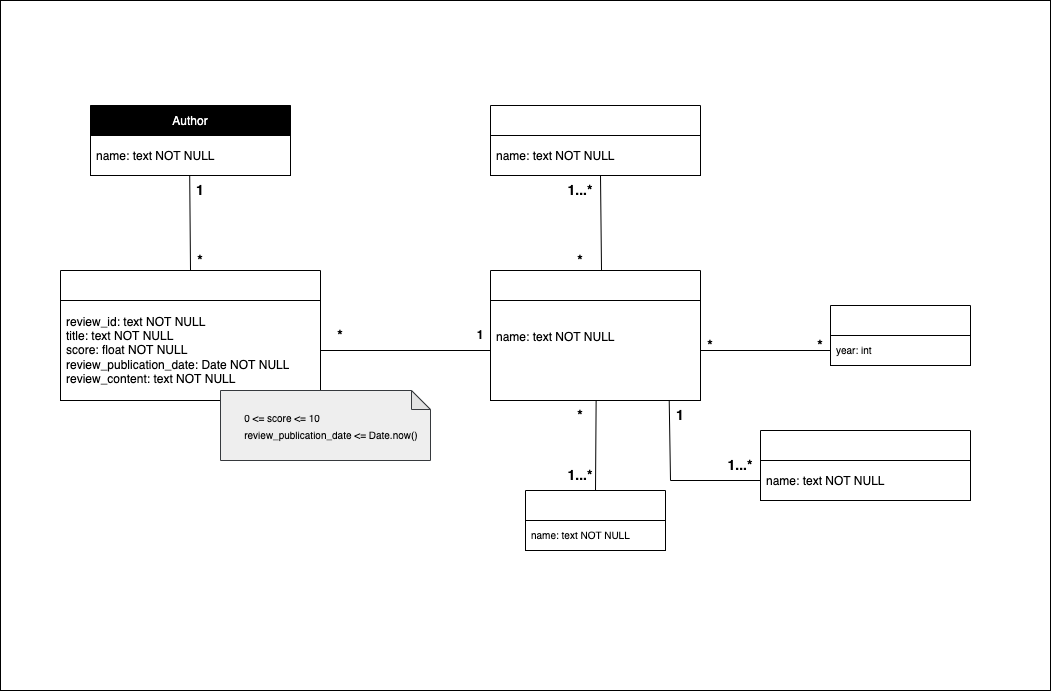 Author
name: text NOT NULL
name: text NOT NULL
1
1...*
*
*
review_id: text NOT NULL
title: text NOT NULL
score: float NOT NULL
review_publication_date: Date NOT NULL
review_content: text NOT NULL
*
1
name: text NOT NULL
*
*
year: int
0 <= score <= 10
review_publication_date <= Date.now()
*
1
1...*
1...*
name: text NOT NULL
name: text NOT NULL